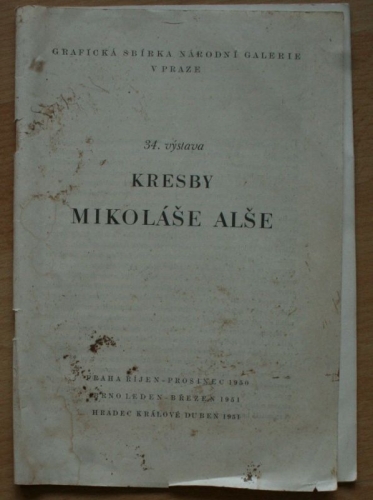 GRAFICKÁ SBÍRKA NÁRODNÍ GALERIE
V PRAZE
34. výstava
KRESBY
MIKOLÁŠE ALŠE
PRAHA ŘÍJEN–PROSINEC 1950
BRNO LEDEN–BŘEZEN 1951
HRADEC KRÁLOVÉ DUBEN 1951